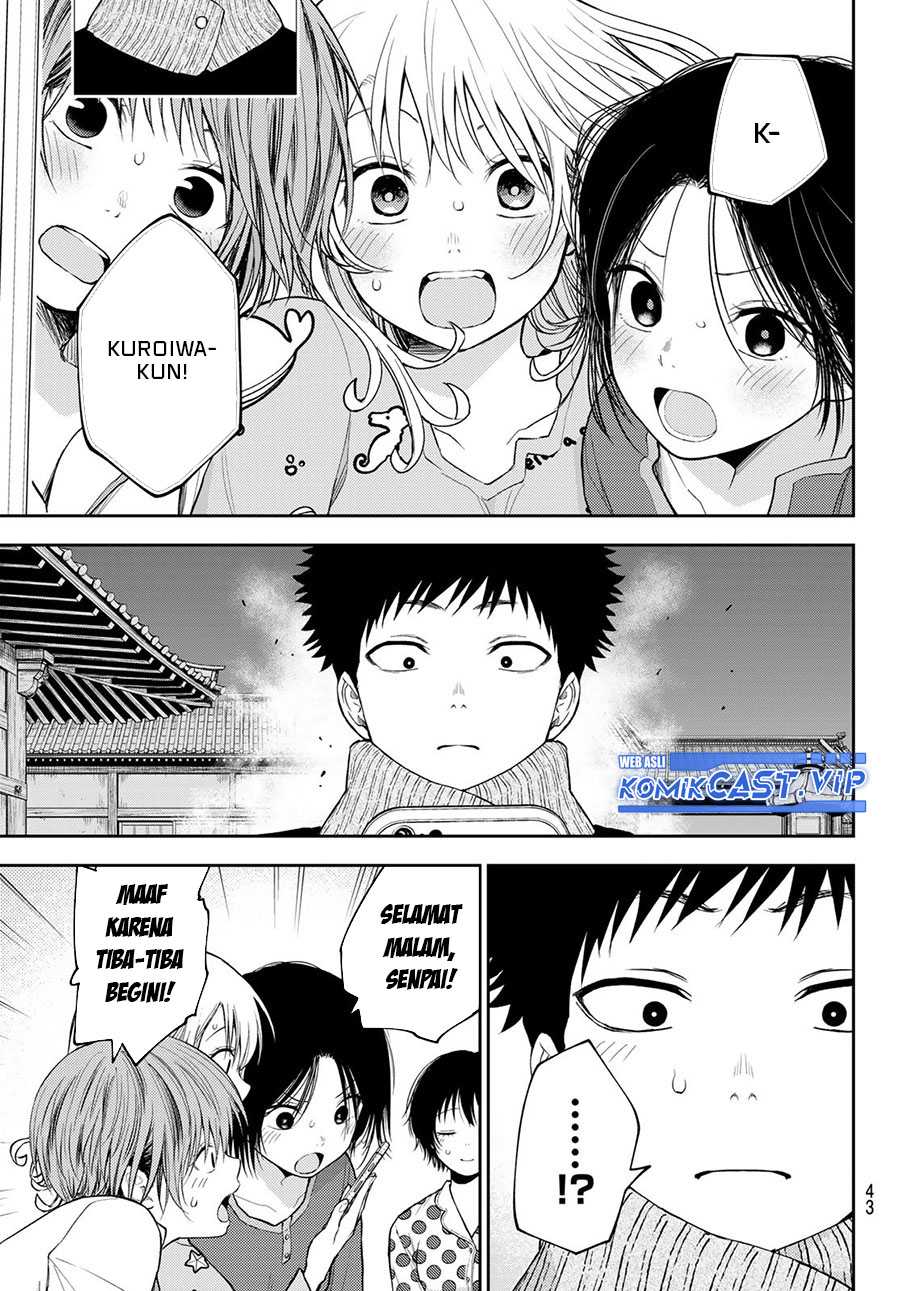 K-
KUROIWA-
KUN!
WEB ASLI
KOMIKCAST.VIP
SELAMAT
MALAM,
SENPAI!
MAAF
KARENA
TIBA-TIBA
BEGINI!
.......
!?
43